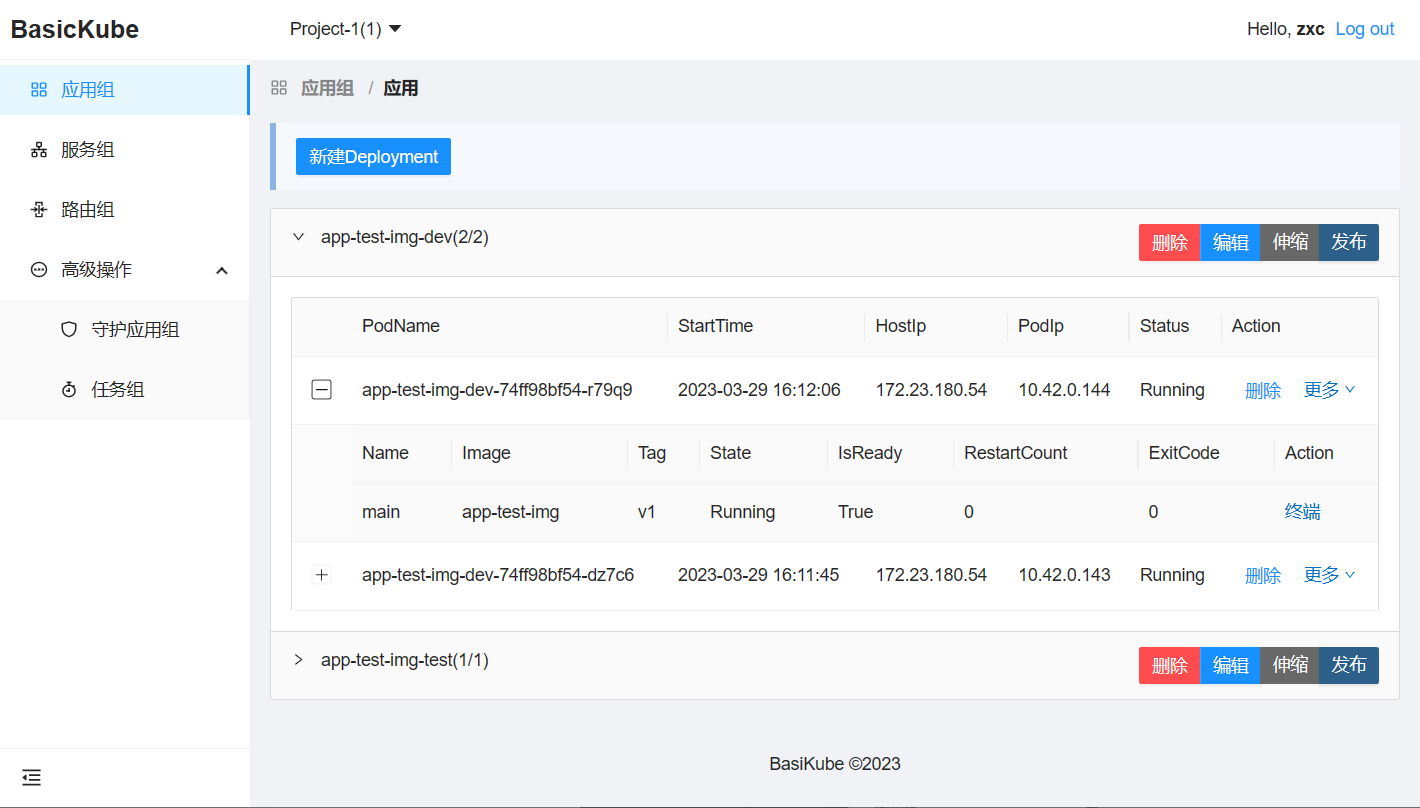 BasicKube
Project-1(1)
Hello, zxc Log out
应用组
服务组
路由组
高级操作
守护应用组
任务组
应用组 / 应用
新建Deployment
app-test-img-dev(2/2)
删除 编辑 伸缩 发布
PodName StartTime HostIp PodIp Status Action
app-test-img-dev-74ff98bf54-r79q9 2023-03-29 16:12:06 172.23.180.54 10.42.0.144 Running 删除 更多
Name Image Tag State IsReady RestartCount ExitCode Action
main app-test-img v1 Running True 0 0 终端
app-test-img-dev-74ff98bf54-dz7c6 2023-03-29 16:11:45 172.23.180.54 10.42.0.143 Running 删除 更多
app-test-img-test(1/1)
删除 编辑 伸缩 发布
BasiKube ©2023